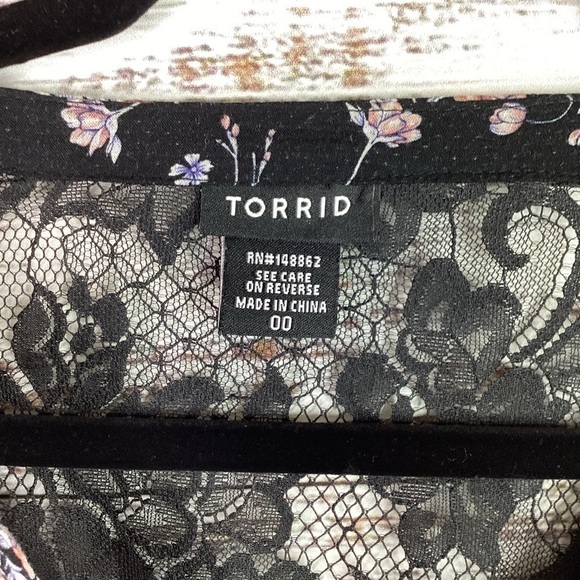 TORRID
RN#148862
SEE CARE
ON REVERSE
MADE IN CHINA
00